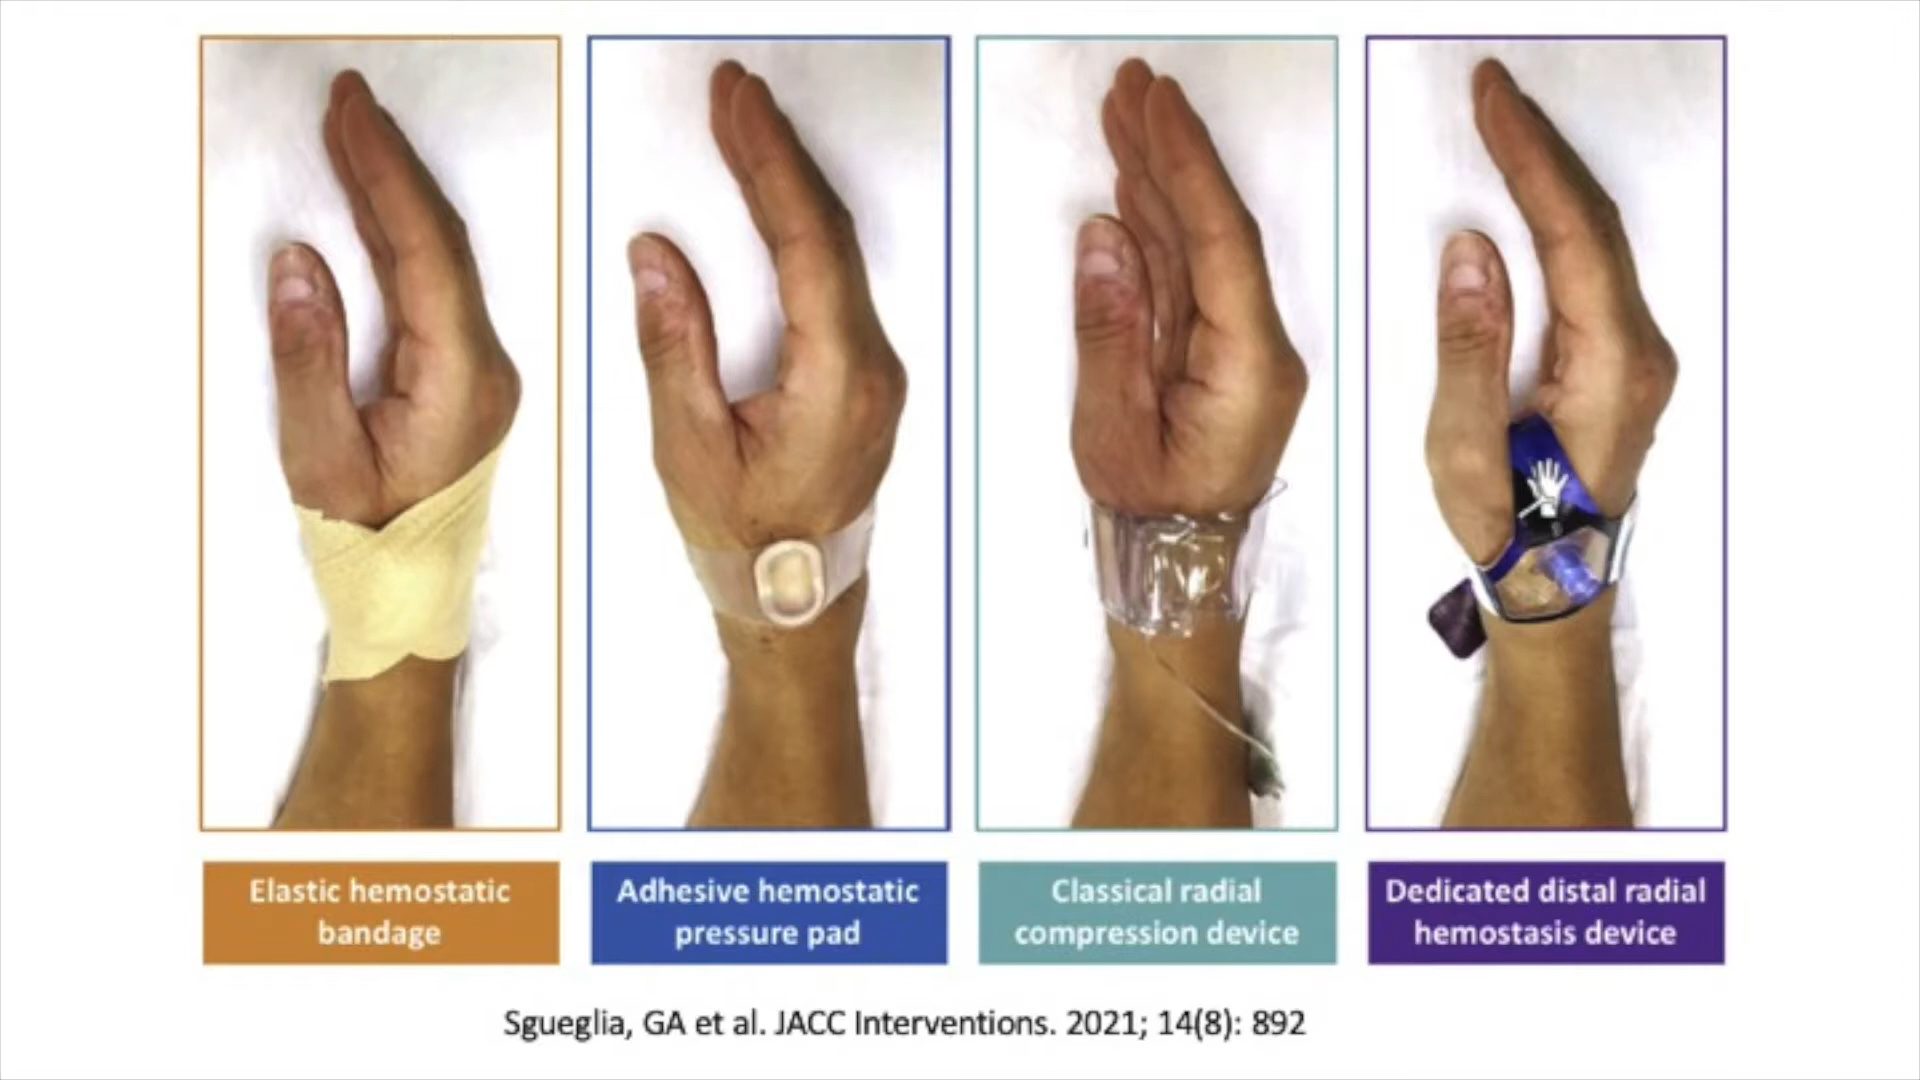 Elastic hemostatic
bandage
Adhesive hemostatic
pressure pad
Classical radial
compression device
Dedicated distal radial
hemostasis device
Sgueglia, GA et al. JACC Interventions. 2021; 14(8): 892